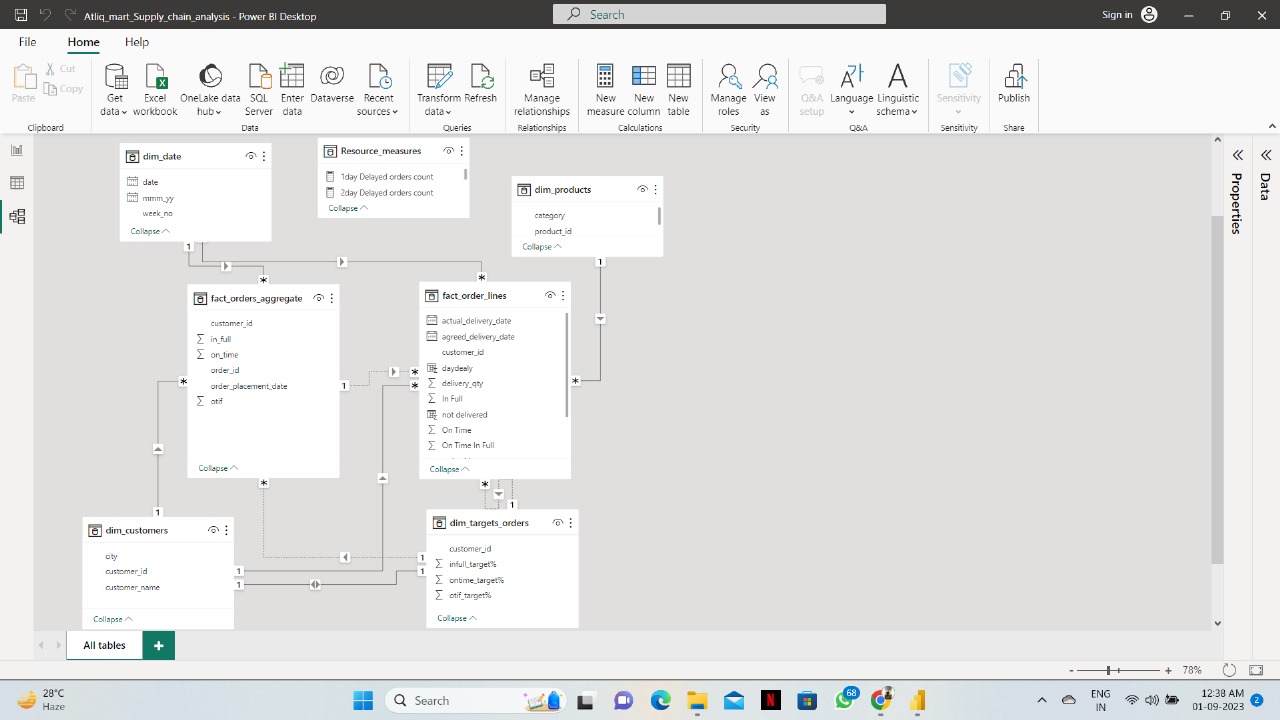 Atliq_mart_Supply_chain_analysis - Power BI Desktop
Search
Sign in
File Home Help
Paste
Cut
Copy
Get data
Excel workbook
OneLake data hub
SQL Server
Enter data
Dataverse
Recent sources
Transform data
Refresh
Manage relationships
New measure
New column
New table
Manage roles
View as
Q&A setup
Language
Linguistic schema
Sensitivity
Publish
Clipboard
Data
Queries
Relationships
Calculations
Security
Q&A
Sensitivity
Share
dim_date
date
mmm_yy
week_no
Collapse
Resource_measures
1day Delayed orders count
2day Delayed orders count
Collapse
dim_products
category
product_id
Collapse
1
1
*
*
fact_orders_aggregate
customer_id
in_full
on_time
order_id
order_placement_date
otif
Collapse
fact_order_lines
actual_delivery_date
agreed_delivery_date
customer_id
daydealy
delivery_qty
In Full
not delivered
On Time
On Time In Full
Collapse
*
1
*
*
*
*
*
1
1
dim_customers
city
customer_id
customer_name
Collapse
1
1
1
1
dim_targets_orders
customer_id
infull_target%
ontime_target%
otif_target%
Collapse
Properties
Data
All tables
+
- + 78%
28°C
Haze
Search
68
ENG
IN
12:38 AM
01-09-2023
2